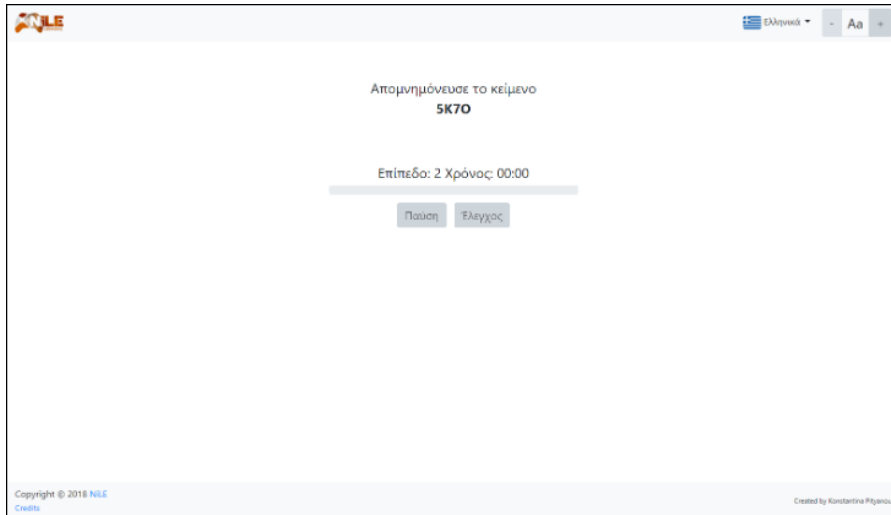 NiLE
Ελληνικά - Aa +
Απομνημόνευσε το κείμενο
5K7O
Επίπεδο: 2 Χρόνος: 00:00
Παύση Έλεγχος
Copyright © 2018 NiLE
Credits
Created by Konstantina Pityanou